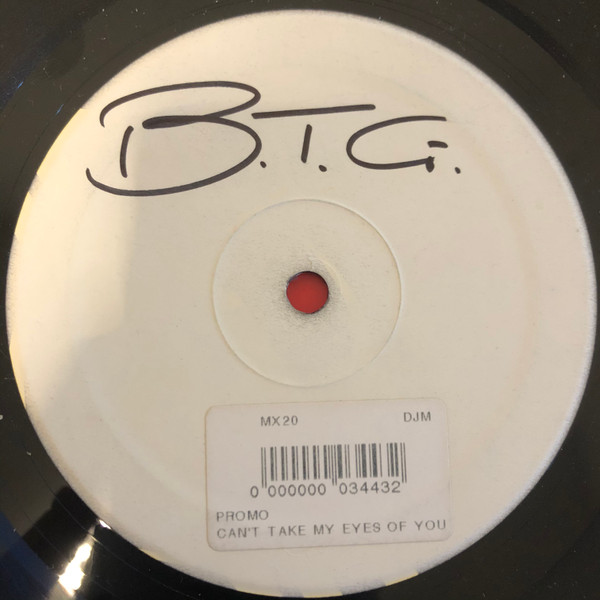 B.T.G.
MX20 DJM
0 000000 034432
PROMO
CAN'T TAKE MY EYES OF YOU